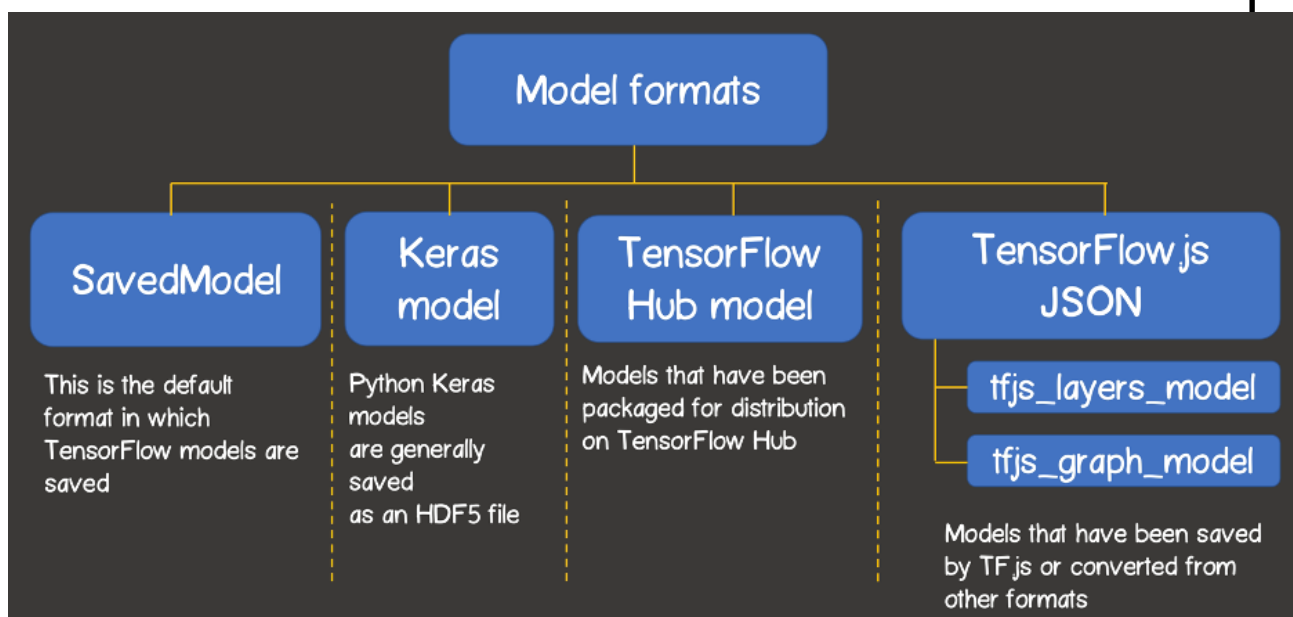 Model formats
SavedModel
Keras
model
TensorFlow
Hub model
TensorFlow.js
JSON
This is the default
format in which
TensorFlow models are
saved
Python Keras
models
are generally
saved
as an HDF5 file
Models that have been
packaged for distribution
on TensorFlow Hub
tfjs_layers_model
tfjs_graph_model
Models that have been saved
by TF.js or converted from
other formats